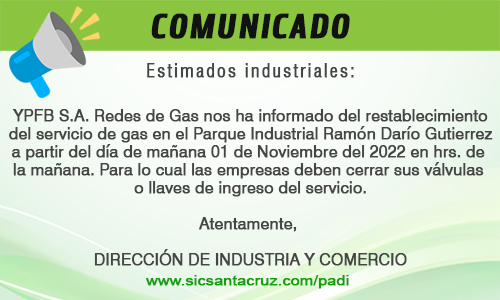 COMUNICADO
Estimados industriales:
YPFB S.A. Redes de Gas nos ha informado del restablecimiento
del servicio de gas en el Parque Industrial Ramón Darío Gutierrez
a partir del día de mañana 01 de Noviembre del 2022 en hrs. de
la mañana. Para lo cual las empresas deben cerrar sus válvulas
o llaves de ingreso del servicio.
Atentamente,
DIRECCIÓN DE INDUSTRIA Y COMERCIO
www.sicsantacruz.com/padi